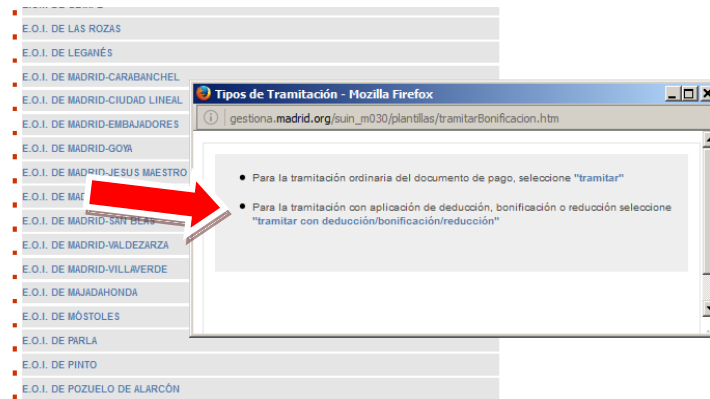 E.O.I. DE LAS ROZAS
E.O.I. DE LEGANÉS
E.O.I. DE MADRID-CARABANCHEL
E.O.I. DE MADRID-CIUDAD LINEAL
E.O.I. DE MADRID-EMBAJADORES
E.O.I. DE MADRID-GOYA
E.O.I. DE MADRID-JESUS MAESTRO
E.O.I. DE MAD
E.O.I. DE MADRID-SAN BLAS
E.O.I. DE MADRID-VALDEZARZA
E.O.I. DE MADRID-VILLAVERDE
E.O.I. DE MAJADAHONDA
E.O.I. DE MÓSTOLES
E.O.I. DE PARLA
E.O.I. DE PINTO
E.O.I. DE POZUELO DE ALARCÓN
Tipos de Tramitación - Mozilla Firefox
gestiona.madrid.org/suin_m030/plantillas/tramitarBonificacion.htm
Para la tramitación ordinaria del documento de pago, seleccione "tramitar"
Para la tramitación con aplicación de deducción, bonificación o reducción seleccione
"tramitar con deducción/bonificación/reducción"